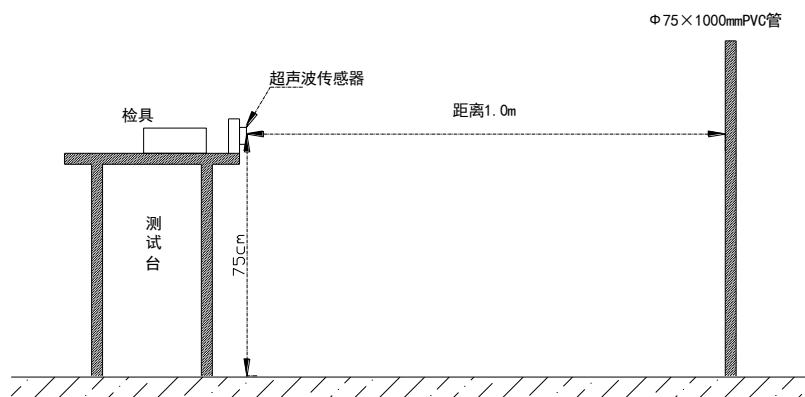 Φ75×1000mmPVC管
超声波传感器
检具
距离1.0m
测
试
台
75cm